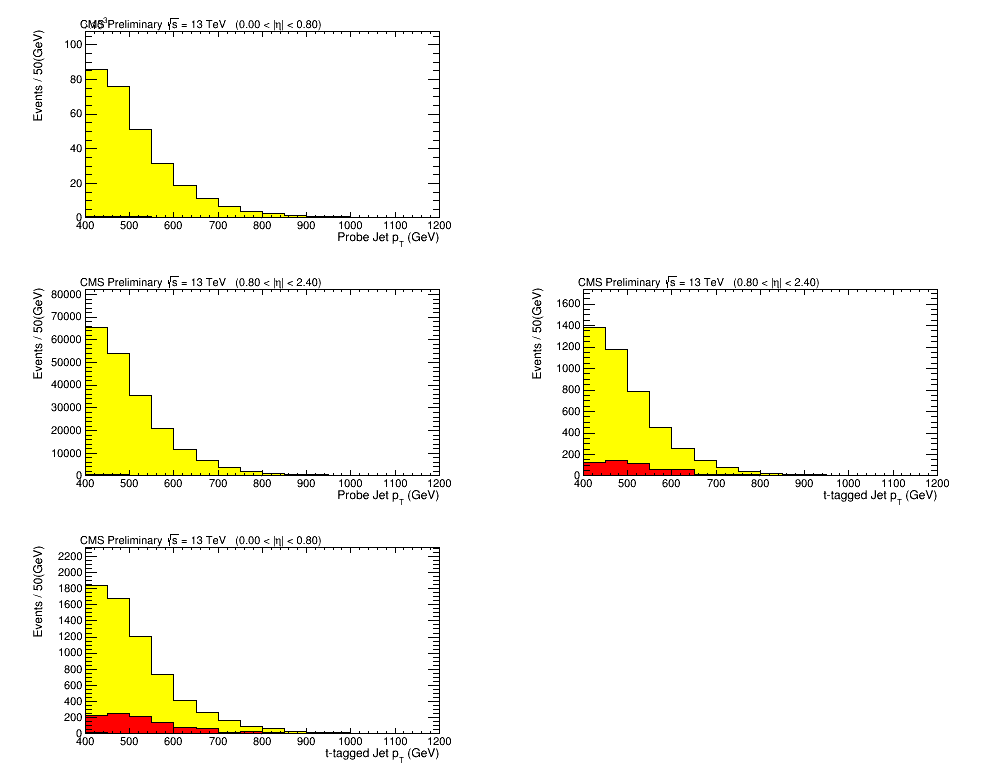 CMS Preliminary √s = 13 TeV (0.00 < |η| < 0.80)
Events / 50(GeV)
100
80
60
40
20
0
400 500 600 700 800 900 1000 1100 1200
Probe Jet p_T (GeV)
CMS Preliminary √s = 13 TeV (0.80 < |η| < 2.40)
Events / 50(GeV)
80000
70000
60000
50000
40000
30000
20000
10000
0
400 500 600 700 800 900 1000 1100 1200
Probe Jet p_T (GeV)
CMS Preliminary √s = 13 TeV (0.80 < |η| < 2.40)
Events / 50(GeV)
1600
1400
1200
1000
800
600
400
200
0
400 500 600 700 800 900 1000 1100 1200
t-tagged Jet p_T (GeV)
CMS Preliminary √s = 13 TeV (0.00 < |η| < 0.80)
Events / 50(GeV)
2200
2000
1800
1600
1400
1200
1000
800
600
400
200
0
400 500 600 700 800 900 1000 1100 1200
t-tagged Jet p_T (GeV)